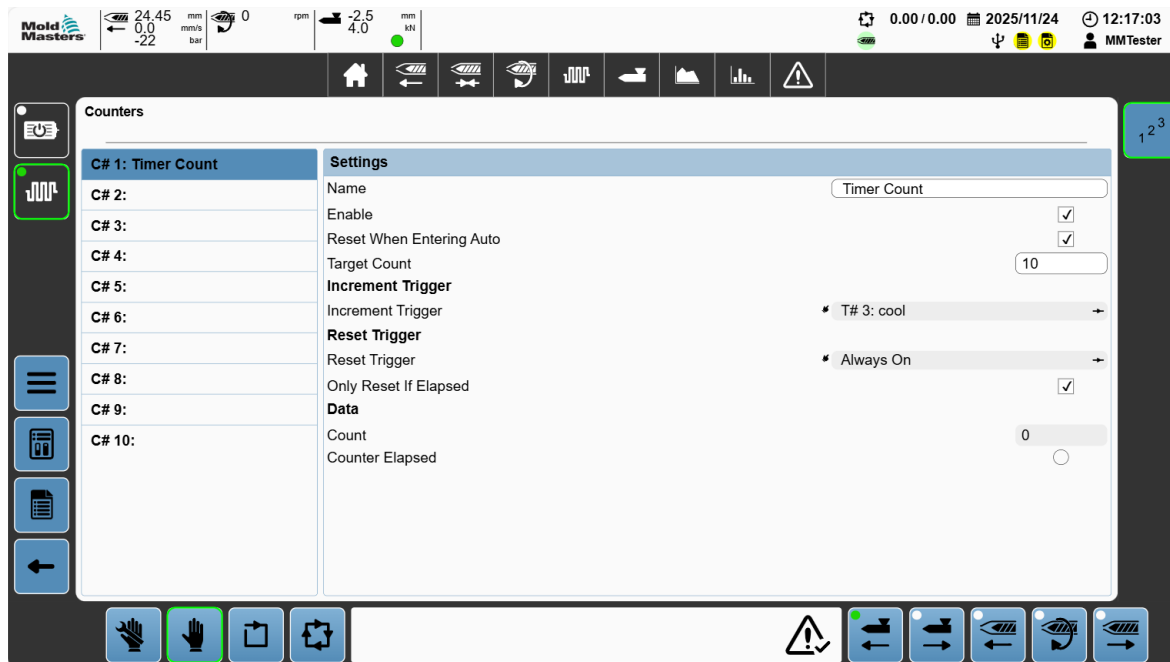 Mold
Masters
24.45 mm
0.0 mm/s
-22 bar
0 rpm
-2.5 mm
4.0 kN
0.00 / 0.00 2025/11/24 12:17:03
MMTester
Counters
1 2 3
C# 1: Timer Count
C# 2:
C# 3:
C# 4:
C# 5:
C# 6:
C# 7:
C# 8:
C# 9:
C# 10:
Settings
Name Timer Count
Enable
Reset When Entering Auto
Target Count 10
Increment Trigger
Increment Trigger T# 3: cool
Reset Trigger
Reset Trigger Always On
Only Reset If Elapsed
Data
Count 0
Counter Elapsed